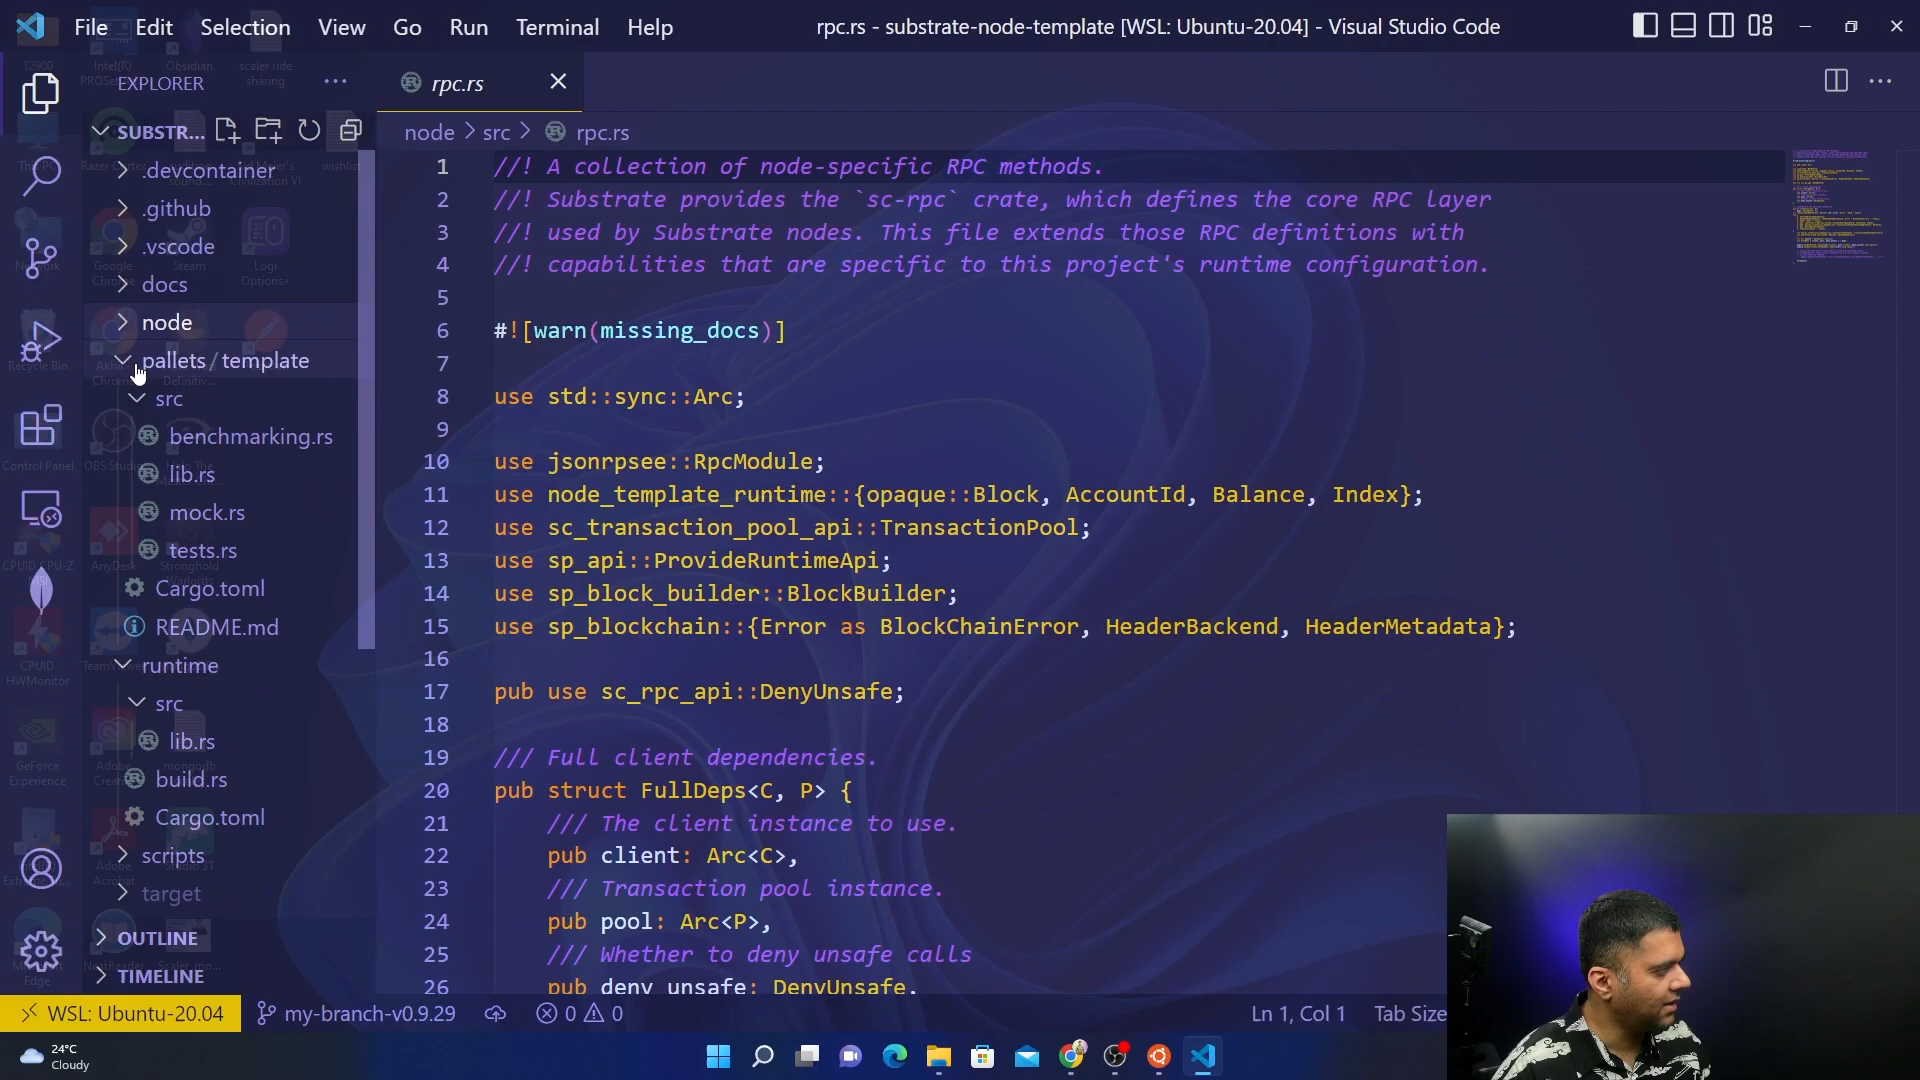 File Edit Selection View Go Run Terminal Help
rpc.rs - substrate-node-template [WSL: Ubuntu-20.04] - Visual Studio Code
EXPLORER
rpc.rs
SUBSTR...
node > src > rpc.rs
.devcontainer
.github
.vscode
docs
node
pallets / template
src
benchmarking.rs
lib.rs
mock.rs
tests.rs
Cargo.toml
README.md
runtime
src
lib.rs
build.rs
Cargo.toml
scripts
target
OUTLINE
TIMELINE
1 //! A collection of node-specific RPC methods.
2 //! Substrate provides the `sc-rpc` crate, which defines the core RPC layer
3 //! used by Substrate nodes. This file extends those RPC definitions with
4 //! capabilities that are specific to this project's runtime configuration.
5
6 #![warn(missing_docs)]
7
8 use std::sync::Arc;
9
10 use jsonrpsee::RpcModule;
11 use node_template_runtime::{opaque::Block, AccountId, Balance, Index};
12 use sc_transaction_pool_api::TransactionPool;
13 use sp_api::ProvideRuntimeApi;
14 use sp_block_builder::BlockBuilder;
15 use sp_blockchain::{Error as BlockChainError, HeaderBackend, HeaderMetadata};
16
17 pub use sc_rpc_api::DenyUnsafe;
18
19 /// Full client dependencies.
20 pub struct FullDeps<C, P> {
21 /// The client instance to use.
22 pub client: Arc<C>,
23 /// Transaction pool instance.
24 pub pool: Arc<P>,
25 /// Whether to deny unsafe calls
26 pub deny_unsafe: DenyUnsafe,
WSL: Ubuntu-20.04 my-branch-v0.9.29 0 0
Ln 1, Col 1 Tab Size
24°C
Cloudy